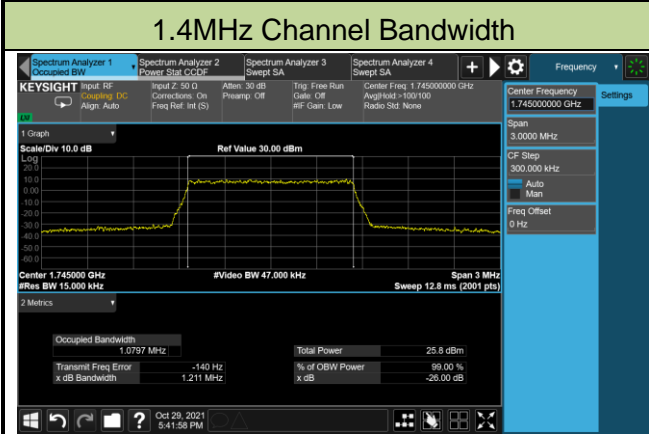 1.4MHz Channel Bandwidth
Spectrum Analyzer 1
Occupied BW
Spectrum Analyzer 2
Power Stat CCDF
Spectrum Analyzer 3
Swept SA
Spectrum Analyzer 4
Swept SA
+
Frequency
KEYSIGHT
Input: RF
Coupling: DC
Align: Auto
Input Z: 50 Ω
Corrections: On
Freq Ref: Int (S)
Atten: 30 dB
Preamp: Off
Trig: Free Run
Gate: Off
#IF Gain: Low
Center Freq: 1.745000000 GHz
Avg|Hold:>100/100
Radio Std: None
LXI
1 Graph
Scale/Div 10.0 dB
Ref Value 30.00 dBm
Log
20.0
10.0
0.00
-10.0
-20.0
-30.0
-40.0
-50.0
-60.0
Center 1.745000 GHz
#Video BW 47.000 kHz
Span 3 MHz
#Res BW 15.000 kHz
Sweep 12.8 ms (2001 pts)
2 Metrics
Occupied Bandwidth
1.0797 MHz
Total Power 25.8 dBm
Transmit Freq Error -140 Hz
% of OBW Power 99.00 %
x dB Bandwidth 1.211 MHz
x dB -26.00 dB
Center Frequency
1.745000000 GHz
Settings
Span
3.0000 MHz
CF Step
300.000 kHz
Auto
Man
Freq Offset
0 Hz
?
Oct 29, 2021
5:41:58 PM